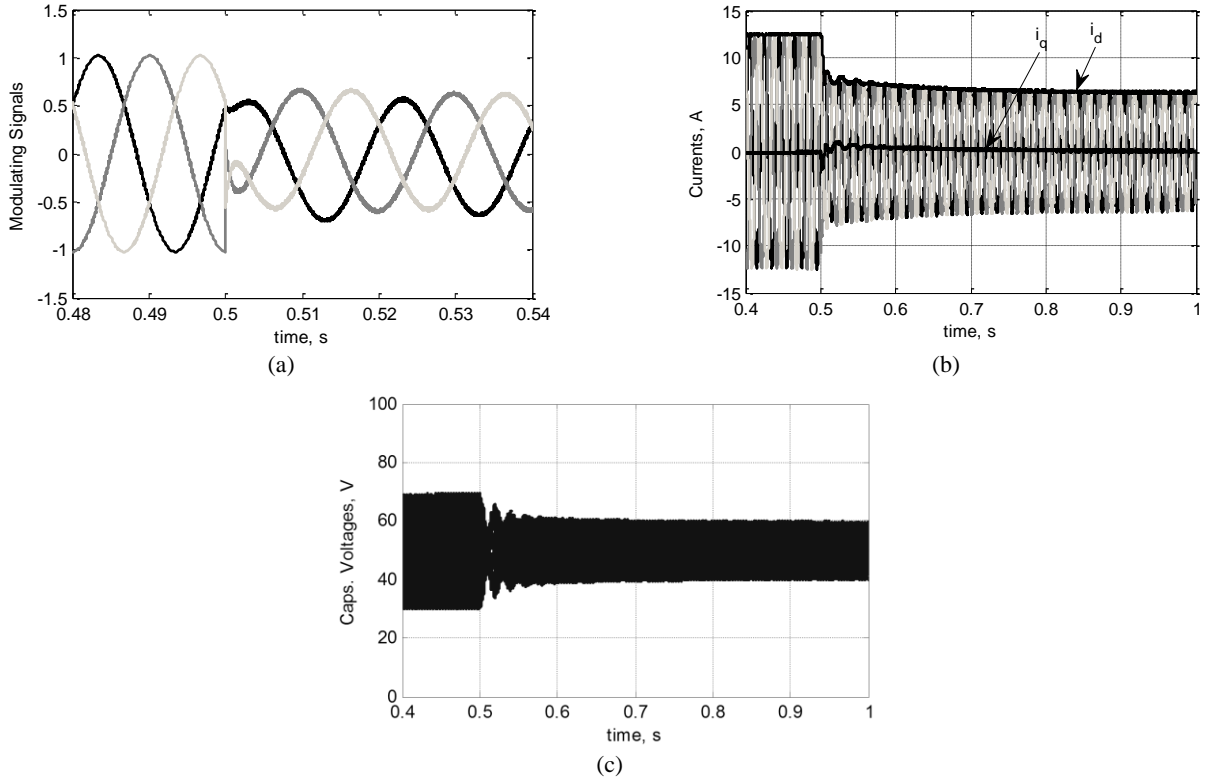 1.5
1
0.5
0
-0.5
-1
-1.5
0.48 0.49 0.5 0.51 0.52 0.53 0.54
Modulating Signals
time, s
(a)
15
10
5
0
-5
-10
-15
0.4 0.5 0.6 0.7 0.8 0.9 1
Currents, A
i_q
i_d
time, s
(b)
100
80
60
40
20
0
0.4 0.5 0.6 0.7 0.8 0.9 1
Caps. Voltages, V
time, s
(c)